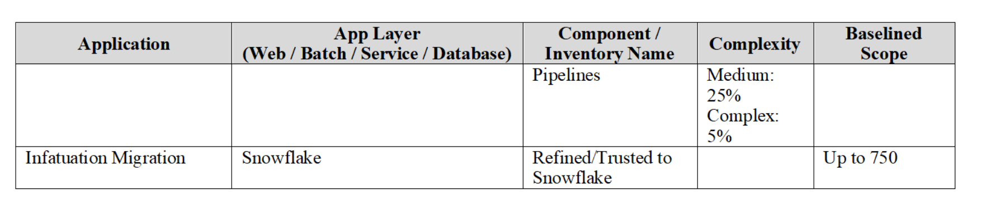 Application
App Layer
(Web / Batch / Service / Database)
Component /
Inventory Name
Complexity
Baselined
Scope
Pipelines
Medium:
25%
Complex:
5%
Infatuation Migration
Snowflake
Refined/Trusted to
Snowflake
Up to 750